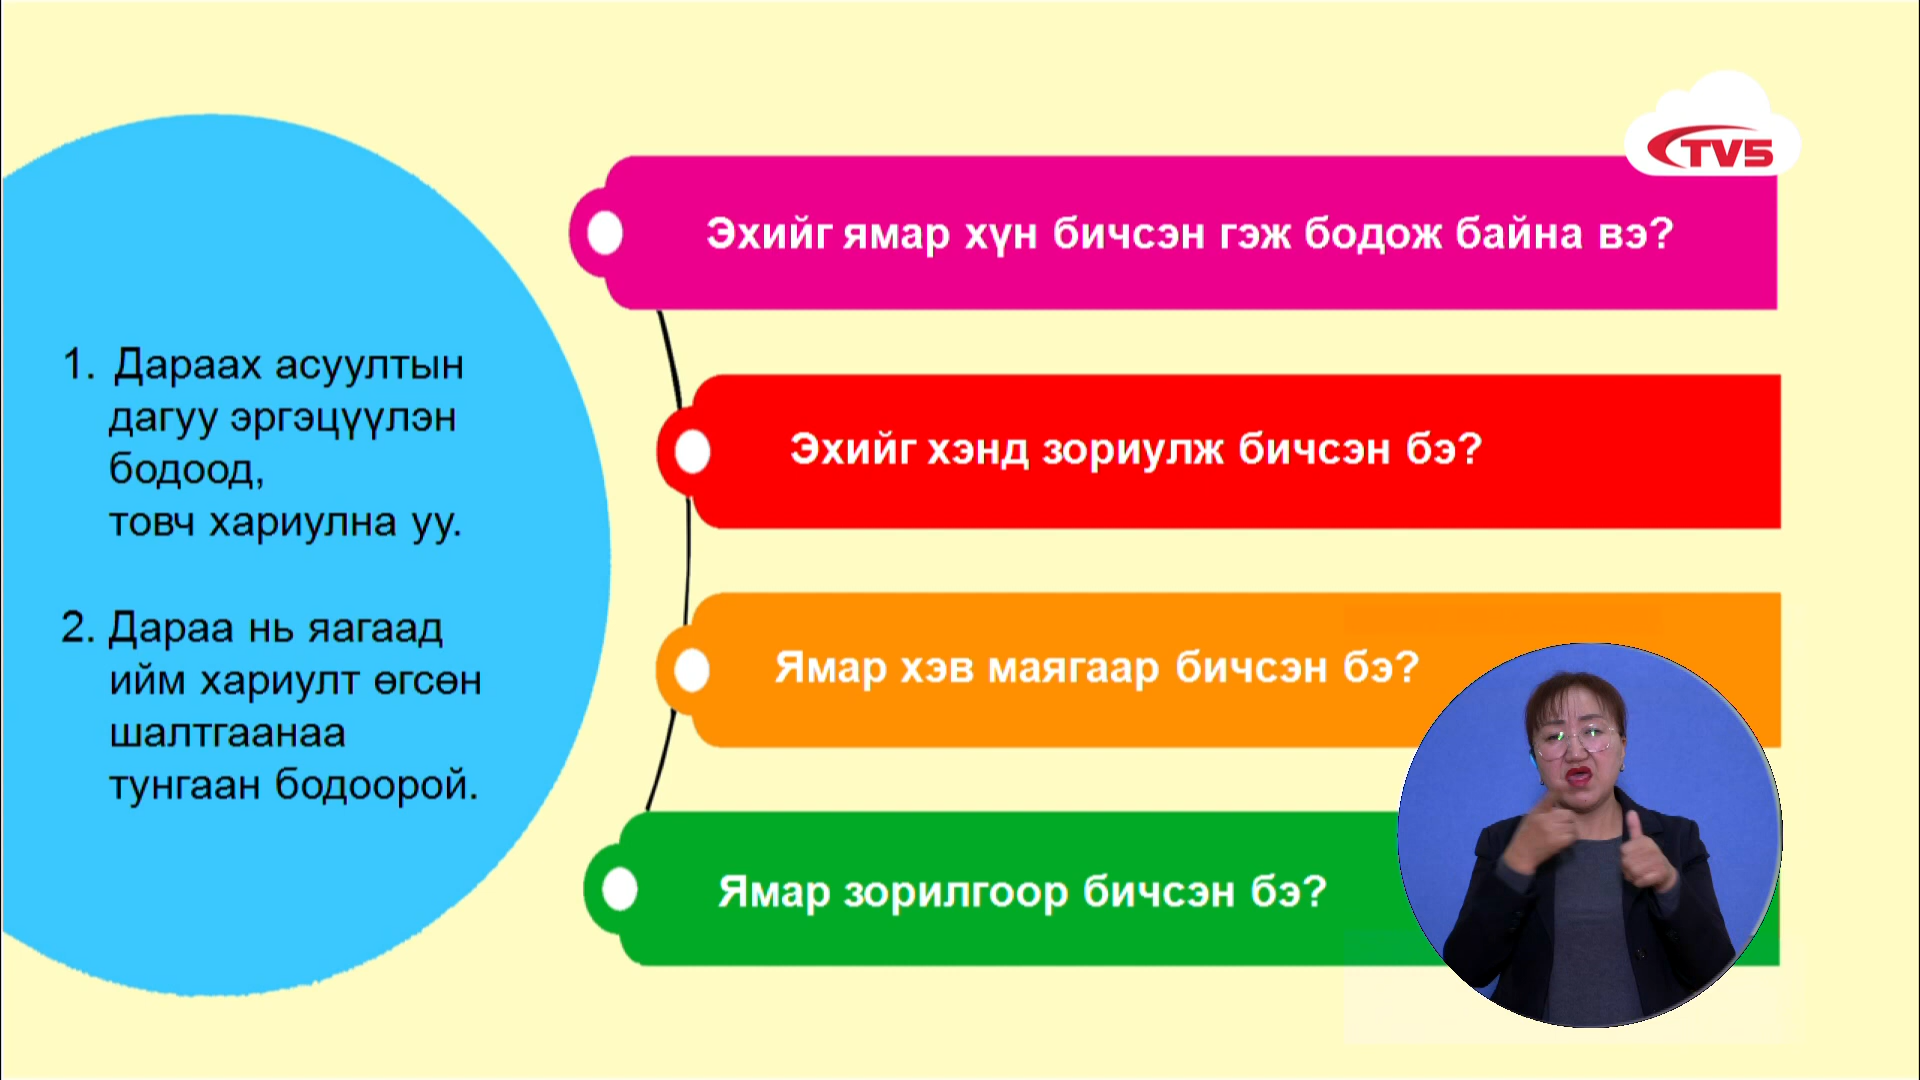 TV5
1. Дараах асуултын
дагуу эргэцүүлэн
бодоод,
товч хариулна уу.
2. Дараа нь яагаад
ийм хариулт өгсөн
шалтгаанаа
тунгаан бодоорой.
Эхийг ямар хүн бичсэн гэж бодож байна вэ?
Эхийг хэнд зориулж бичсэн бэ?
Ямар хэв маягаар бичсэн бэ?
Ямар зорилгоор бичсэн бэ?